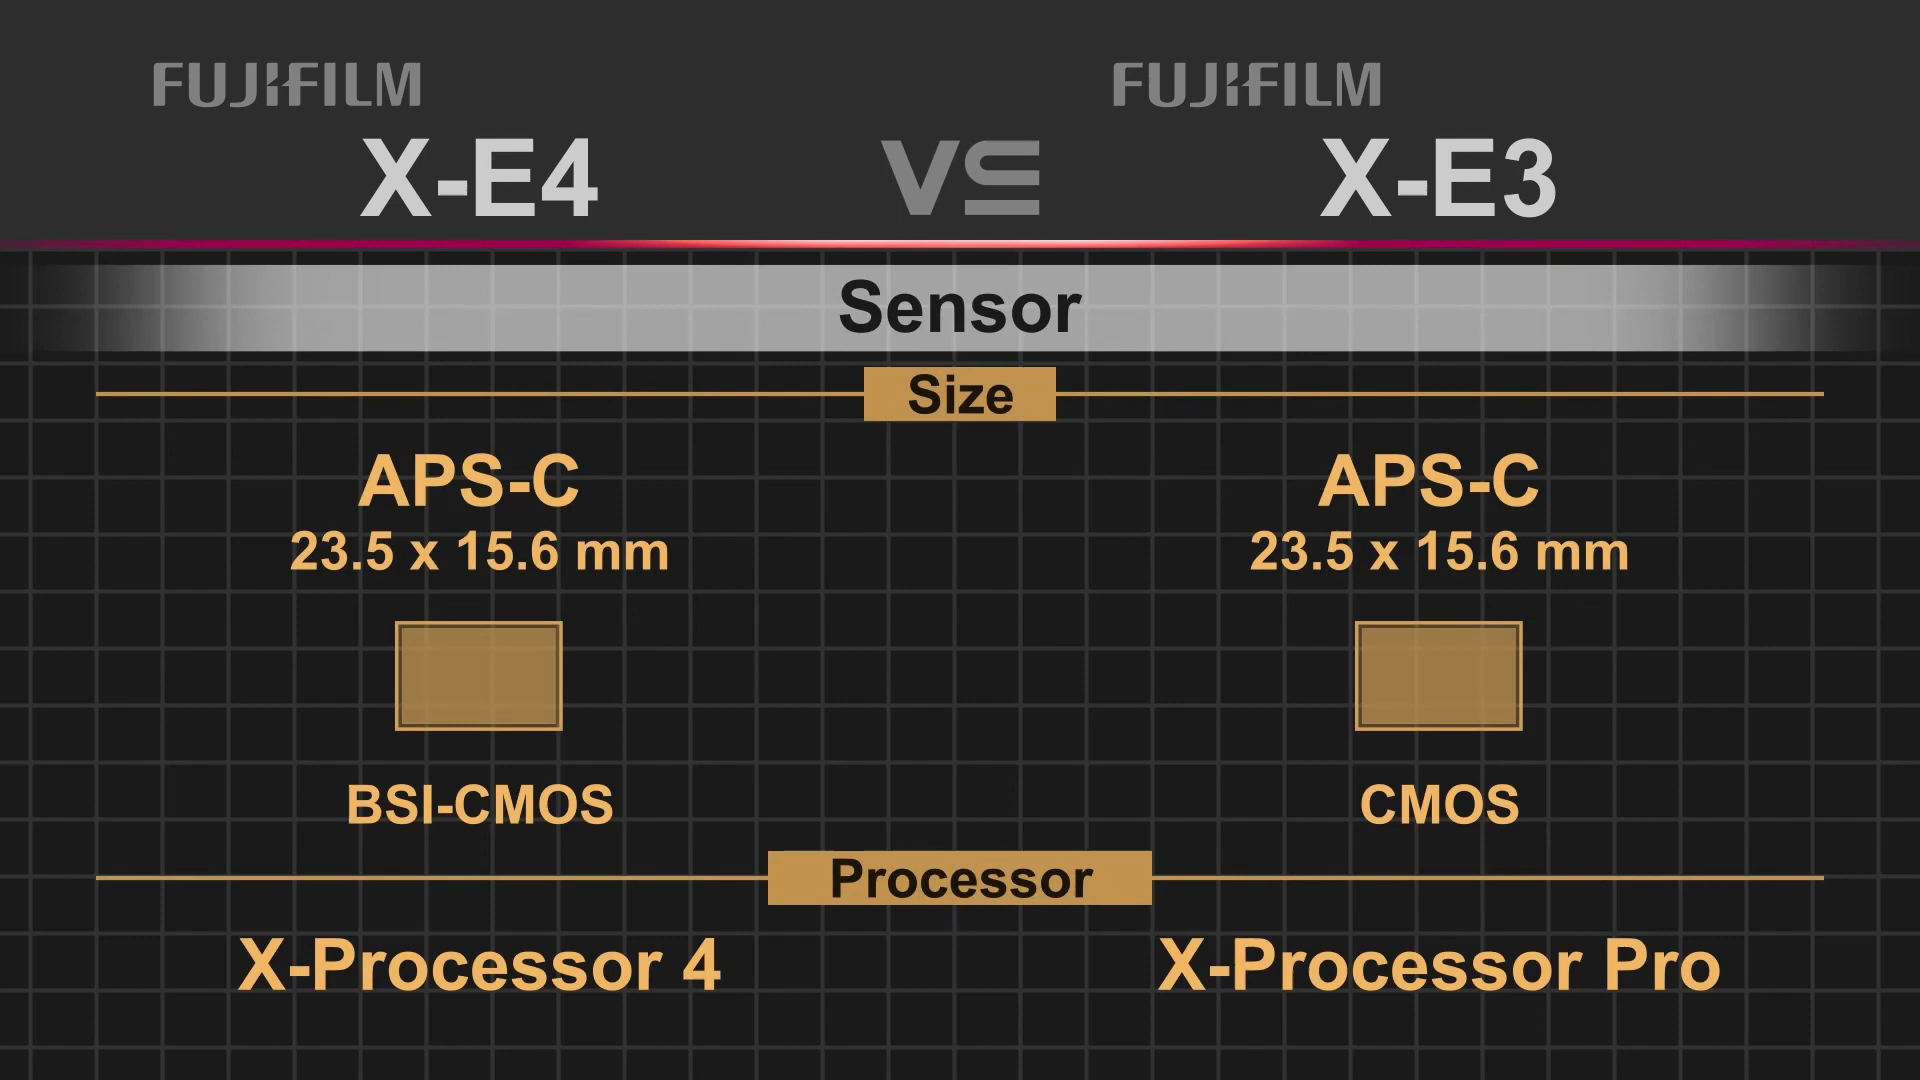 FUJIFILM
FUJIFILM
X-E4
VS
X-E3
Sensor
Size
APS-C
APS-C
23.5 x 15.6 mm
23.5 x 15.6 mm
BSI-CMOS
CMOS
Processor
X-Processor 4
X-Processor Pro